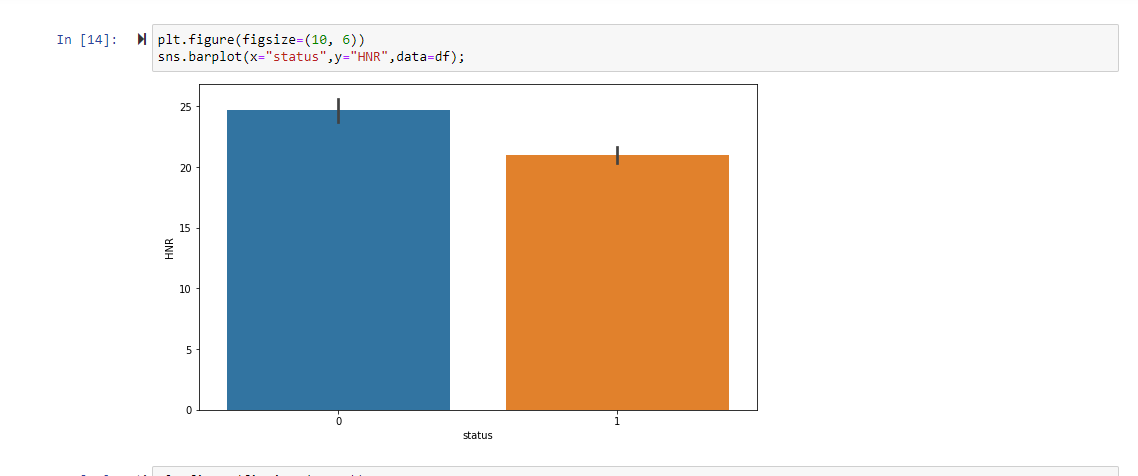 In [14]:
plt.figure(figsize=(10, 6))
sns.barplot(x="status",y="HNR",data=df);
25
20
15
10
5
0
HNR
0 1
status